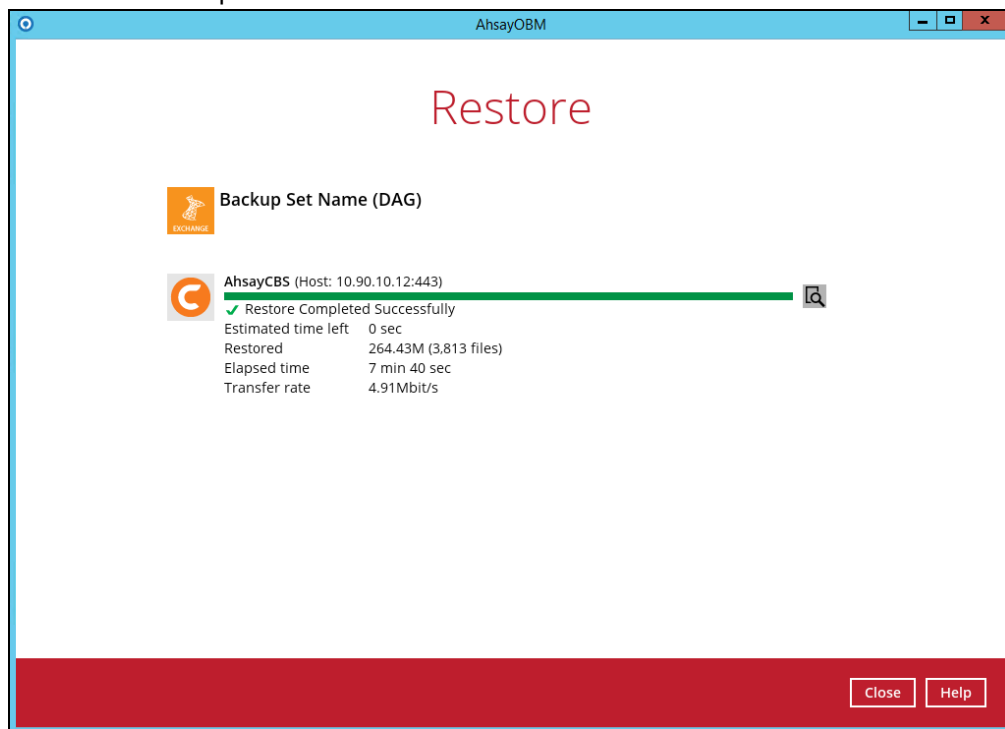 AhsayOBM
Restore
EXCHANGE
Backup Set Name (DAG)
AhsayCBS (Host: 10.90.10.12:443)
Restore Completed Successfully
Estimated time left 0 sec
Restored 264.43M (3,813 files)
Elapsed time 7 min 40 sec
Transfer rate 4.91Mbit/s
Close Help